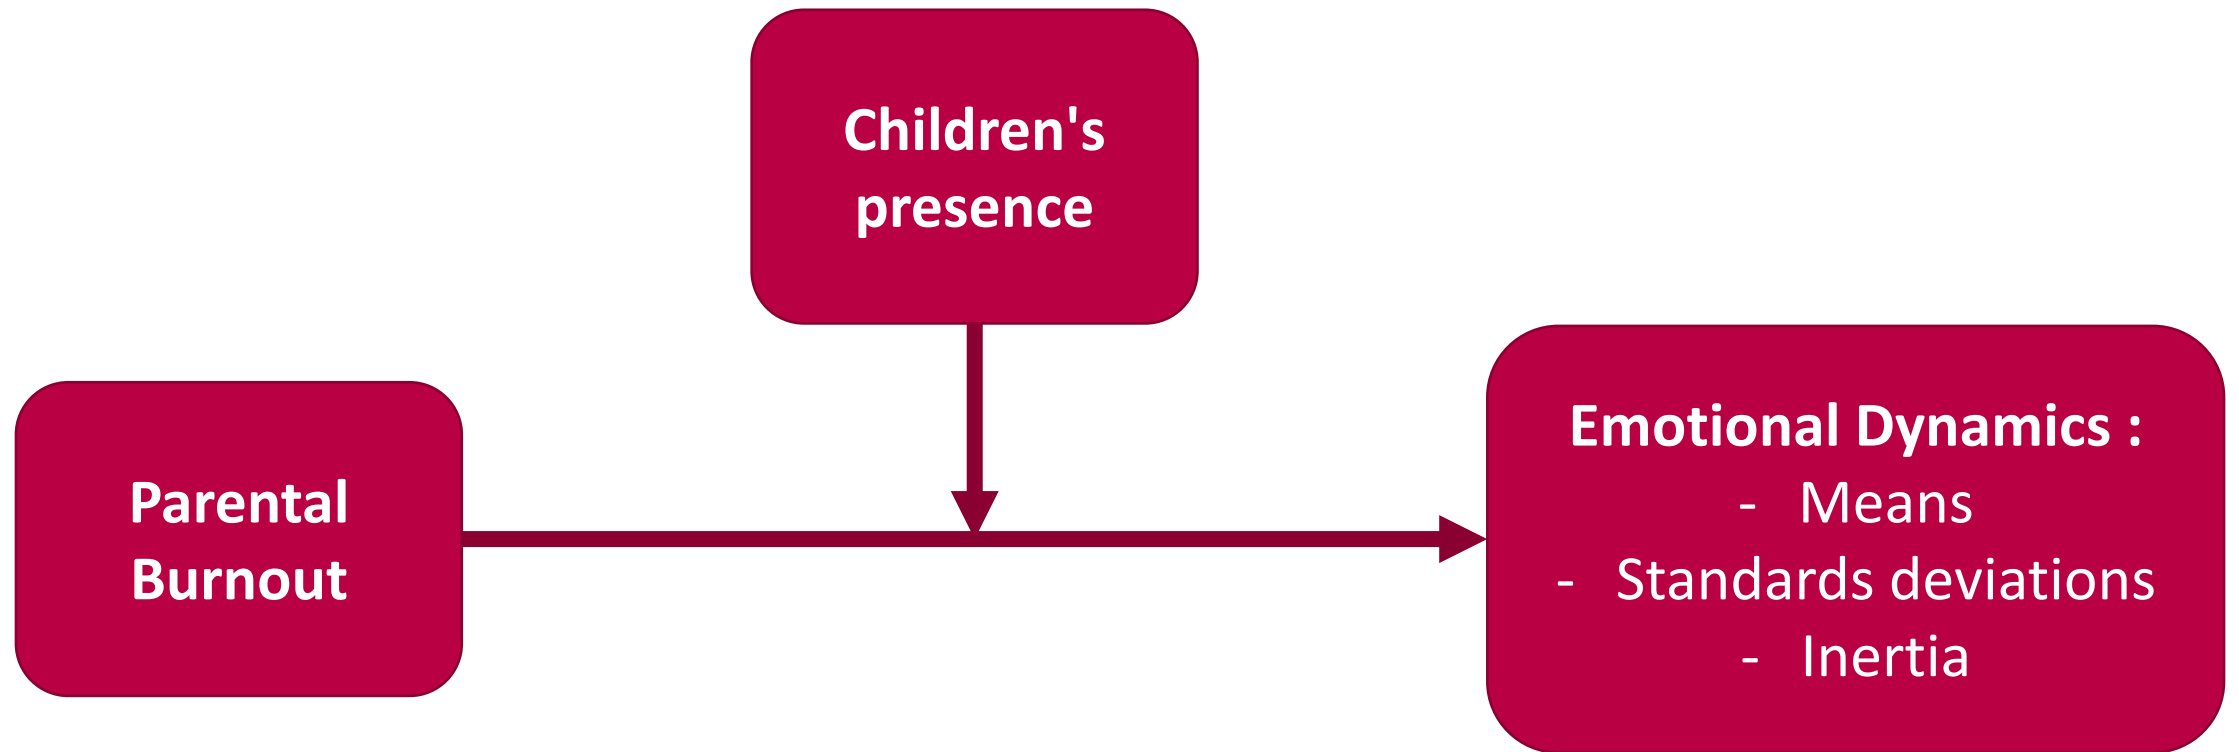 Children's
presence
Parental
Burnout
Emotional Dynamics :
- Means
- Standards deviations
- Inertia